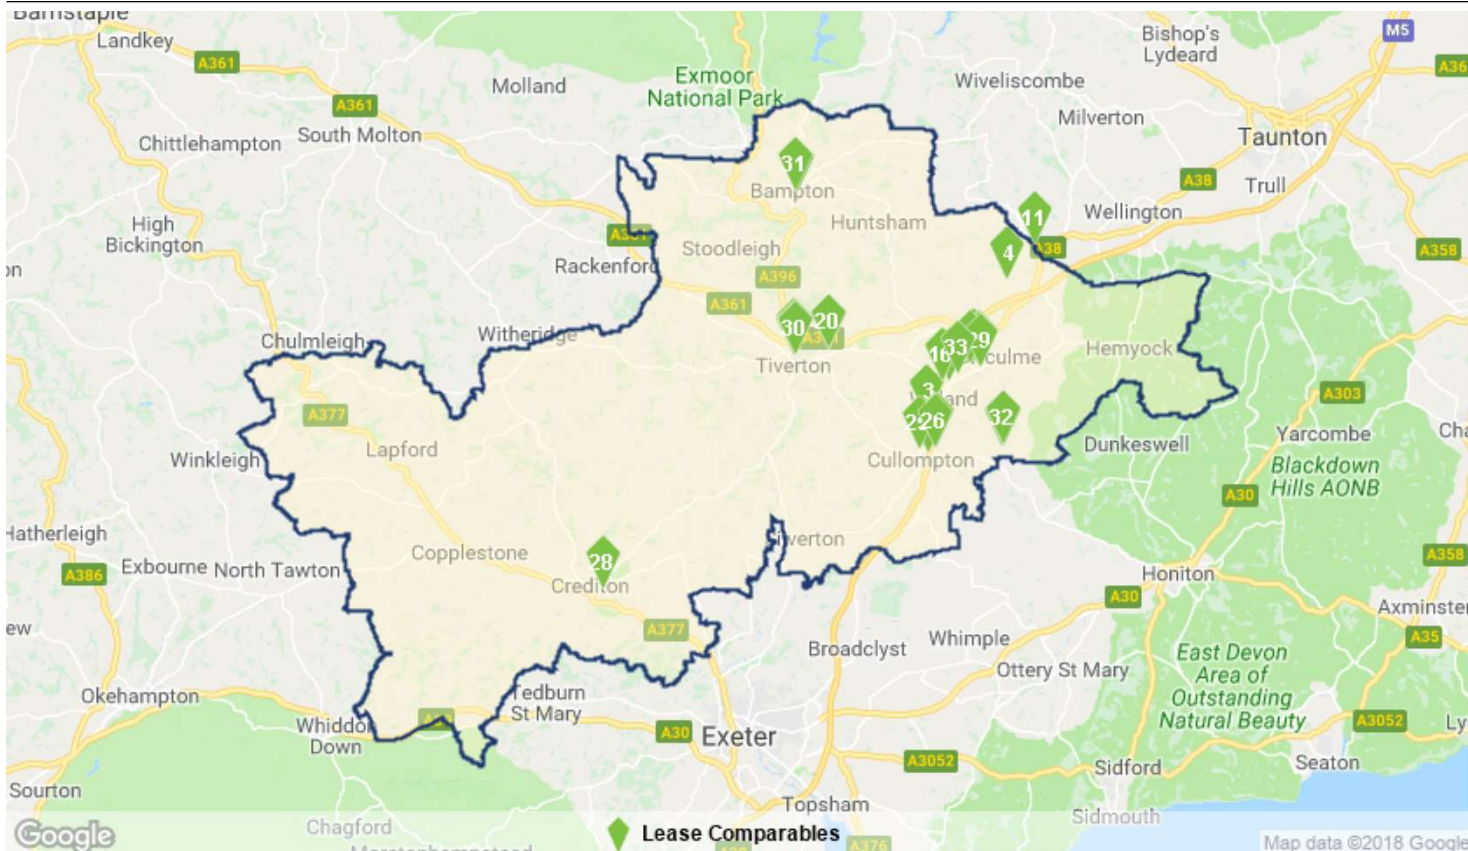 Barnstaple
Landkey
A361
Molland
Exmoor
National Park
Bishop's
Lydeard
M5
Wiveliscombe
A361
Chittlehampton
South Molton
Milverton
Taunton
31
Bampton
A38
Trull
High
Bickington
Huntsham
11
Wellington
A38
Stoodleigh
4
A358
Rackenford
A396
A361
30
20
Tiverton
Witheridge
Chulmleigh
16
33
29
Hemyock
3
A303
A377
26
32
Dunkeswell
Yarcombe
Lapford
Winkleigh
Cullompton
Blackdown
Hills AONB
A30
Hatherleigh
Copplestone
28
Crediton
A386
Exbourne
North Tawton
A358
Honiton
A30
A377
Broadclyst
Whimple
Ottery St Mary
A35
East Devon
Area of
Outstanding
Natural Beauty
Okehampton
Tedburn
St Mary
Whiddon
Down
A30
Exeter
A3052
A3052
Sidford
Seaton
Sourton
Topsham
Sidmouth
Chagford
A376
Google
Lease Comparables
Map data ©2018 Google